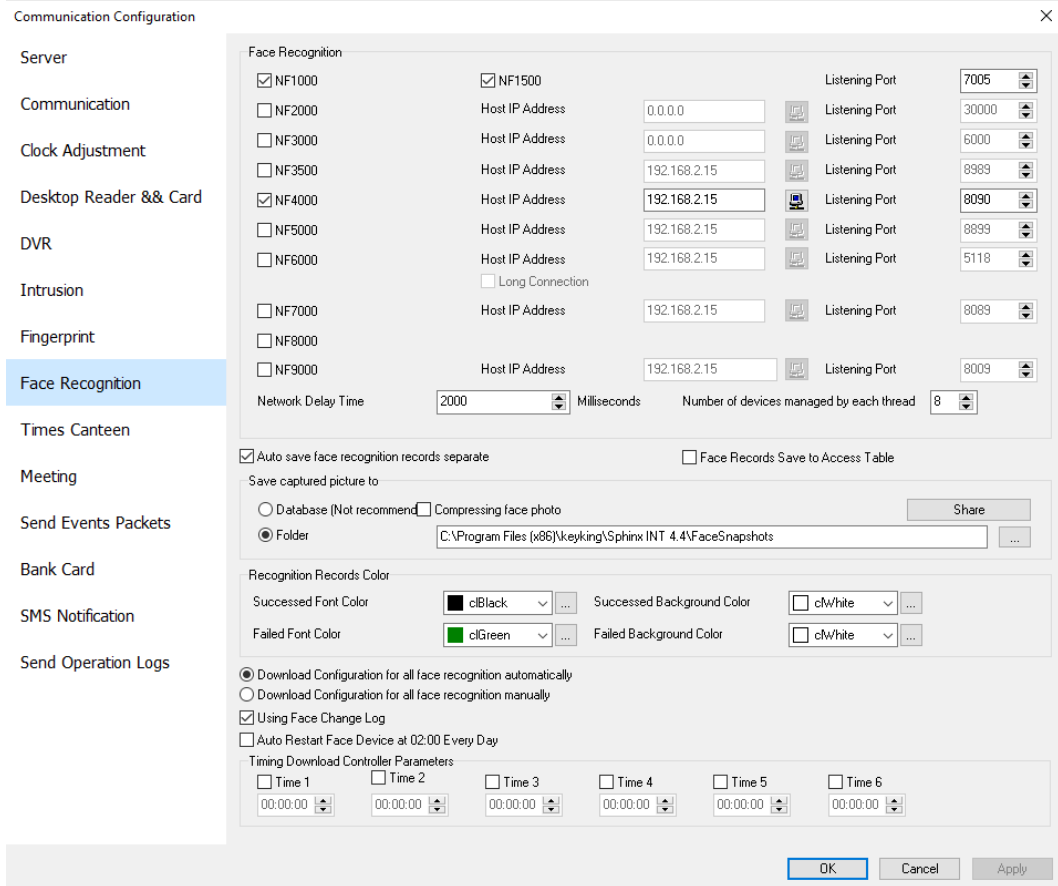 Communication Configuration
Server
Communication
Clock Adjustment
Desktop Reader && Card
DVR
Intrusion
Fingerprint
Face Recognition
Times Canteen
Meeting
Send Events Packets
Bank Card
SMS Notification
Send Operation Logs
Face Recognition
NF1000 NF1500 Listening Port 7005
NF2000 Host IP Address 0.0.0.0 Listening Port 30000
NF3000 Host IP Address 0.0.0.0 Listening Port 6000
NF3500 Host IP Address 192.168.2.15 Listening Port 8989
NF4000 Host IP Address 192.168.2.15 Listening Port 8090
NF5000 Host IP Address 192.168.2.15 Listening Port 8899
NF6000 Host IP Address 192.168.2.15 Listening Port 5118
Long Connection
NF7000 Host IP Address 192.168.2.15 Listening Port 8089
NF8000
NF9000 Host IP Address 192.168.2.15 Listening Port 8009
Network Delay Time 2000 Milliseconds Number of devices managed by each thread 8
Auto save face recognition records separate Face Records Save to Access Table
Save captured picture to
Database (Not recommend Compressing face photo Share
Folder C:\Program Files (x86)\keyking\Sphinx INT 4.4\FaceSnapshots ...
Recognition Records Color
Successed Font Color clBlack ... Successed Background Color clWhite ...
Failed Font Color clGreen ... Failed Background Color clWhite ...
Download Configuration for all face recognition automatically
Download Configuration for all face recognition manually
Using Face Change Log
Auto Restart Face Device at 02:00 Every Day
Timing Download Controller Parameters
Time 1 Time 2 Time 3 Time 4 Time 5 Time 6
00:00:00 00:00:00 00:00:00 00:00:00 00:00:00 00:00:00
OK Cancel Apply